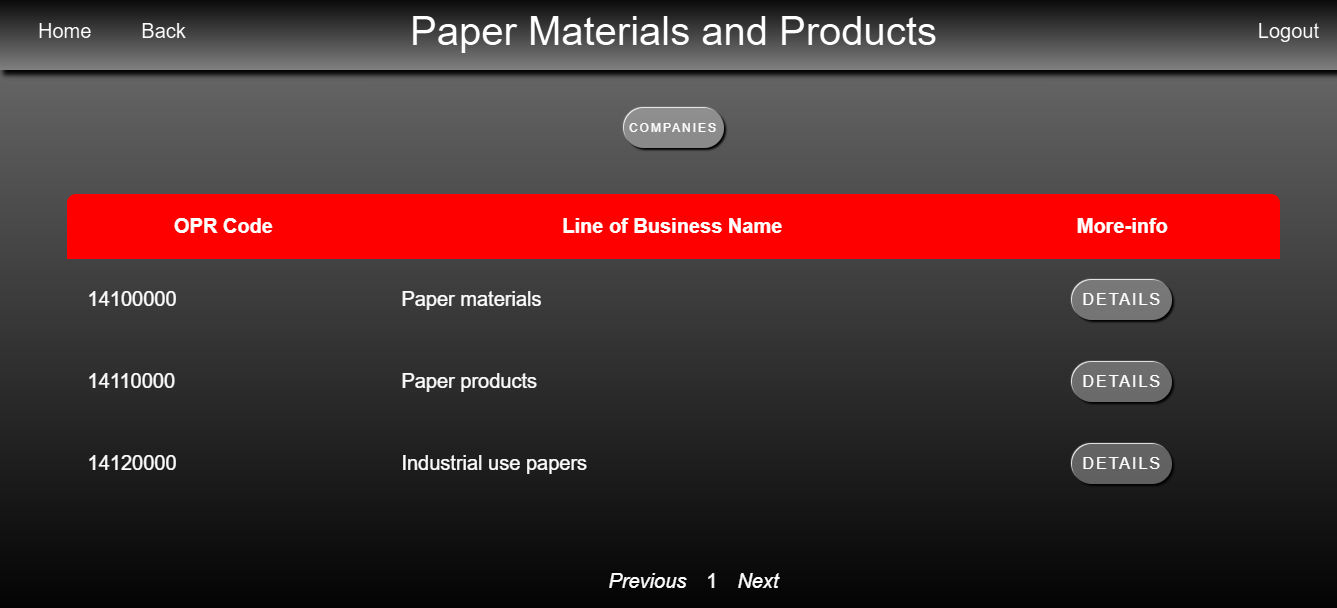 Home Back Paper Materials and Products Logout
COMPANIES
OPR Code Line of Business Name More-info
14100000 Paper materials DETAILS
14110000 Paper products DETAILS
14120000 Industrial use papers DETAILS
Previous 1 Next